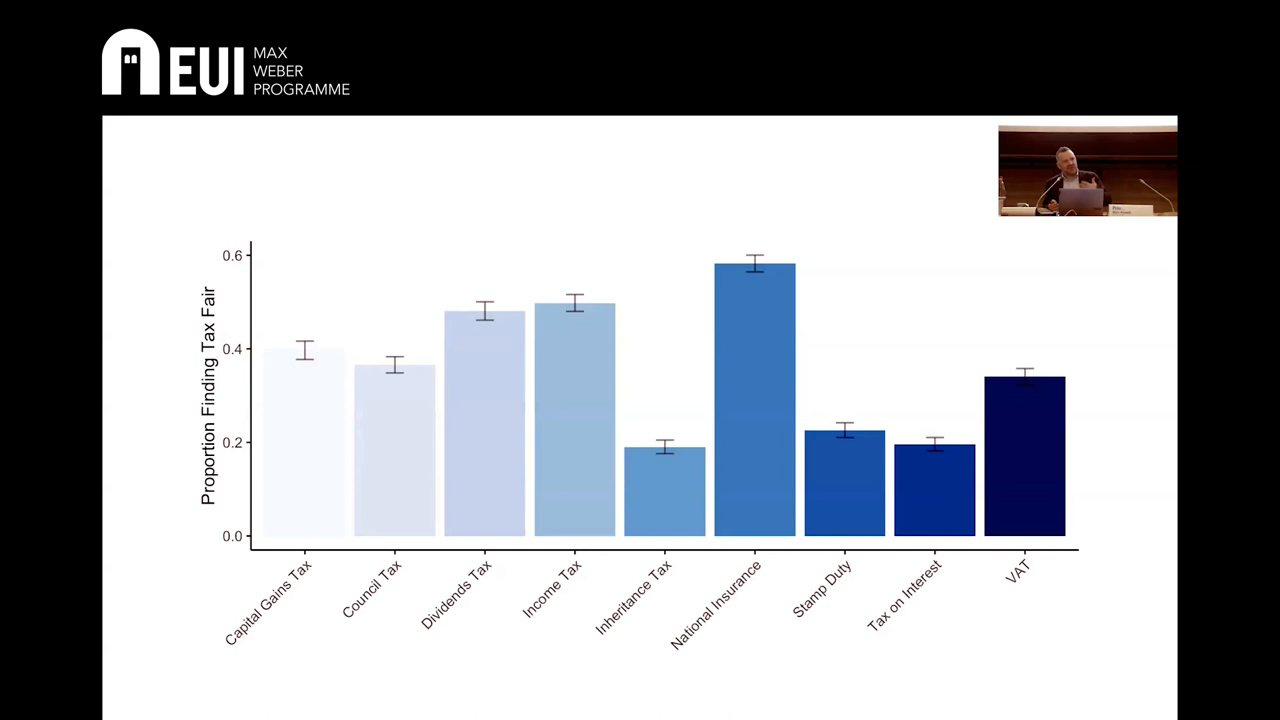 EUI
MAX
WEBER
PROGRAMME
Proportion Finding Tax Fair
0.6
0.4
0.2
0.0
Capital Gains Tax
Council Tax
Dividends Tax
Income Tax
Inheritance Tax
National Insurance
Stamp Duty
Tax on Interest
VAT